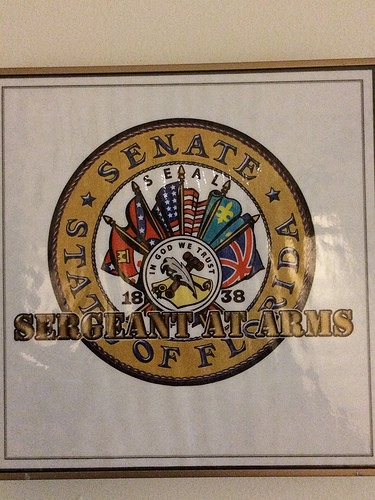 SENATE
STATE OF FLORIDA
SEAL
IN GOD WE TRUST
18 38
SERGEANT-AT-ARMS